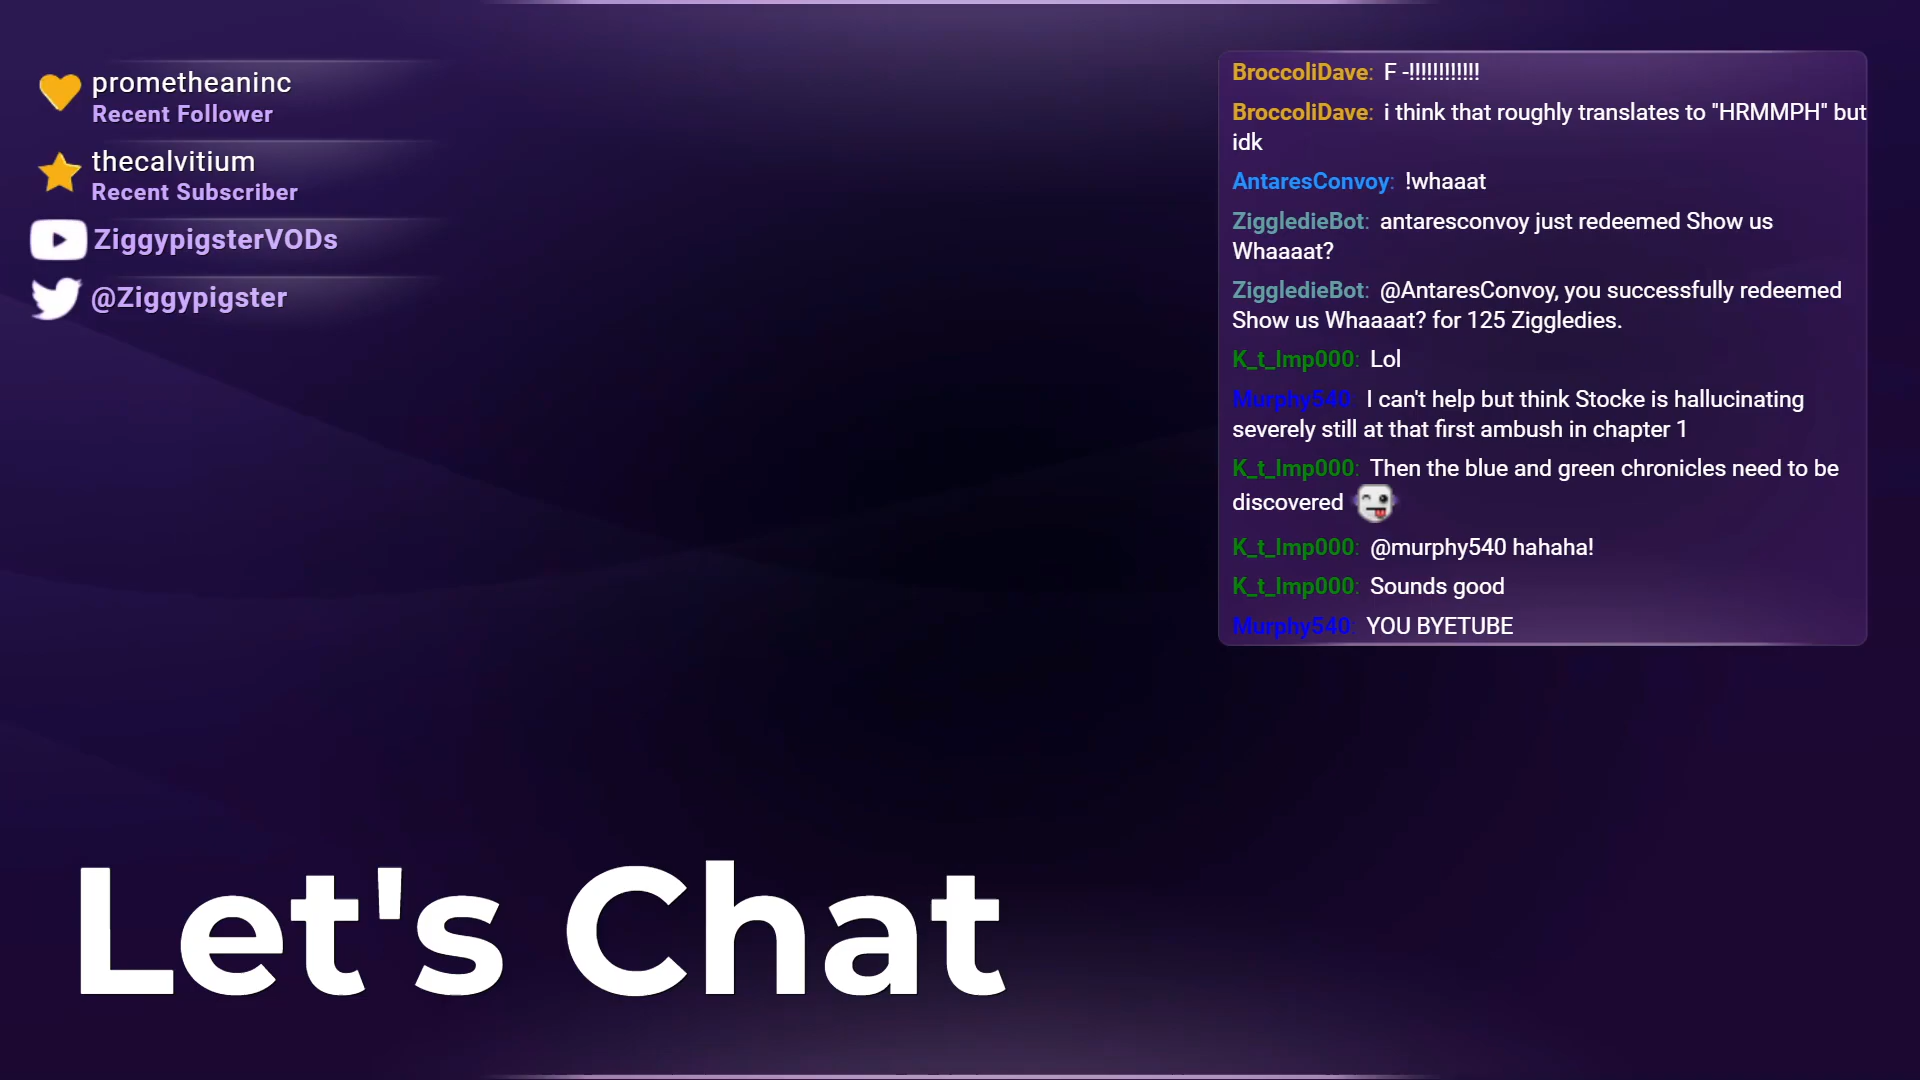 prometheaninc
Recent Follower
thecalvitium
Recent Subscriber
ZiggypigsterVODs
@Ziggypigster
BroccoliDave: F -!!!!!!!!!!!!
BroccoliDave: i think that roughly translates to "HRMMPH" but
idk
AntaresConvoy: !whaaat
ZiggledieBot: antaresconvoy just redeemed Show us
Whaaaat?
ZiggledieBot: @AntaresConvoy, you successfully redeemed
Show us Whaaaat? for 125 Ziggledies.
K_t_Imp000: Lol
Murphy540: I can't help but think Stocke is hallucinating
severely still at that first ambush in chapter 1
K_t_Imp000: Then the blue and green chronicles need to be
discovered
K_t_Imp000: @murphy540 hahaha!
K_t_Imp000: Sounds good
Murphy540: YOU BYETUBE
Let's Chat